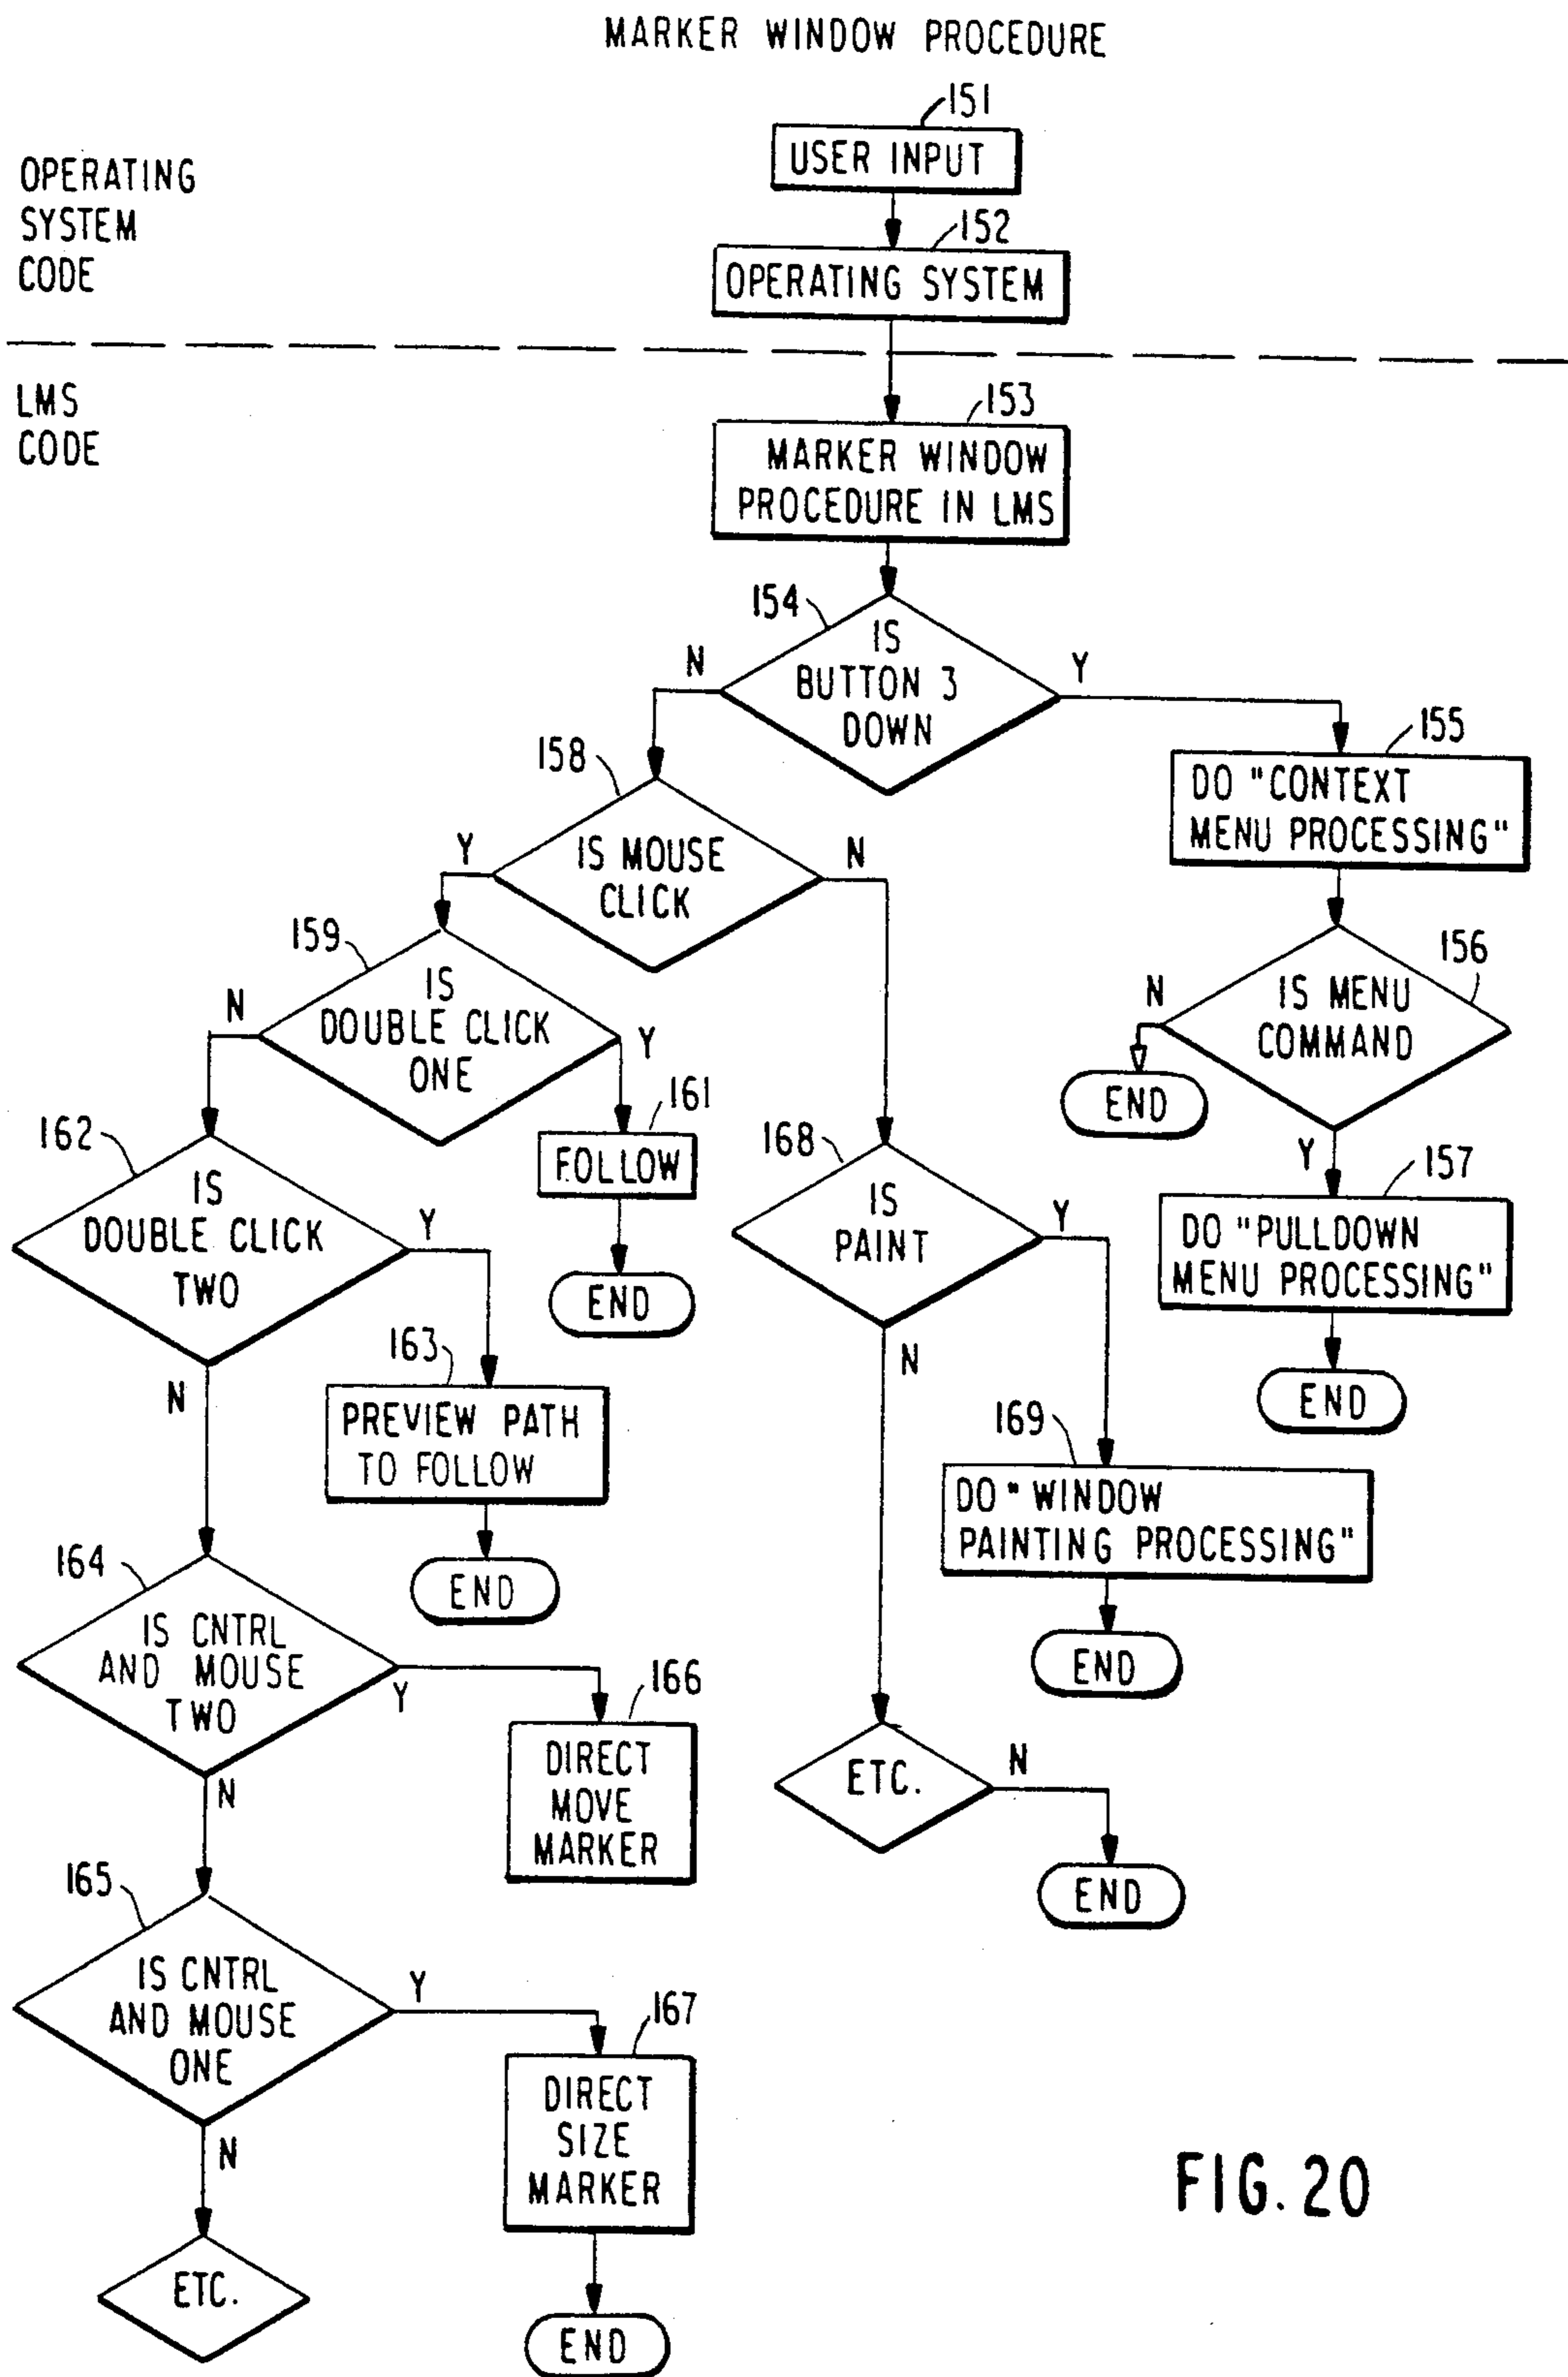 MARKER WINDOW PROCEDURE
151
USER INPUT
OPERATING
SYSTEM
CODE
152
OPERATING SYSTEM
LMS
CODE
153
MARKER WINDOW
PROCEDURE IN LMS
154
IS
BUTTON 3
DOWN
N
Y
155
DO "CONTEXT
MENU PROCESSING"
158
IS MOUSE
CLICK
Y
N
156
IS MENU
COMMAND
N
END
Y
157
DO "PULLDOWN
MENU PROCESSING"
END
159
IS
DOUBLE CLICK
ONE
N
Y
161
FOLLOW
END
162
IS
DOUBLE CLICK
TWO
Y
N
163
PREVIEW PATH
TO FOLLOW
END
168
IS
PAINT
Y
N
169
DO "WINDOW
PAINTING PROCESSING"
END
164
IS CNTRL
AND MOUSE
TWO
Y
N
166
DIRECT
MOVE
MARKER
ETC.
N
END
165
IS CNTRL
AND MOUSE
ONE
Y
N
167
DIRECT
SIZE
MARKER
END
ETC.
FIG. 20